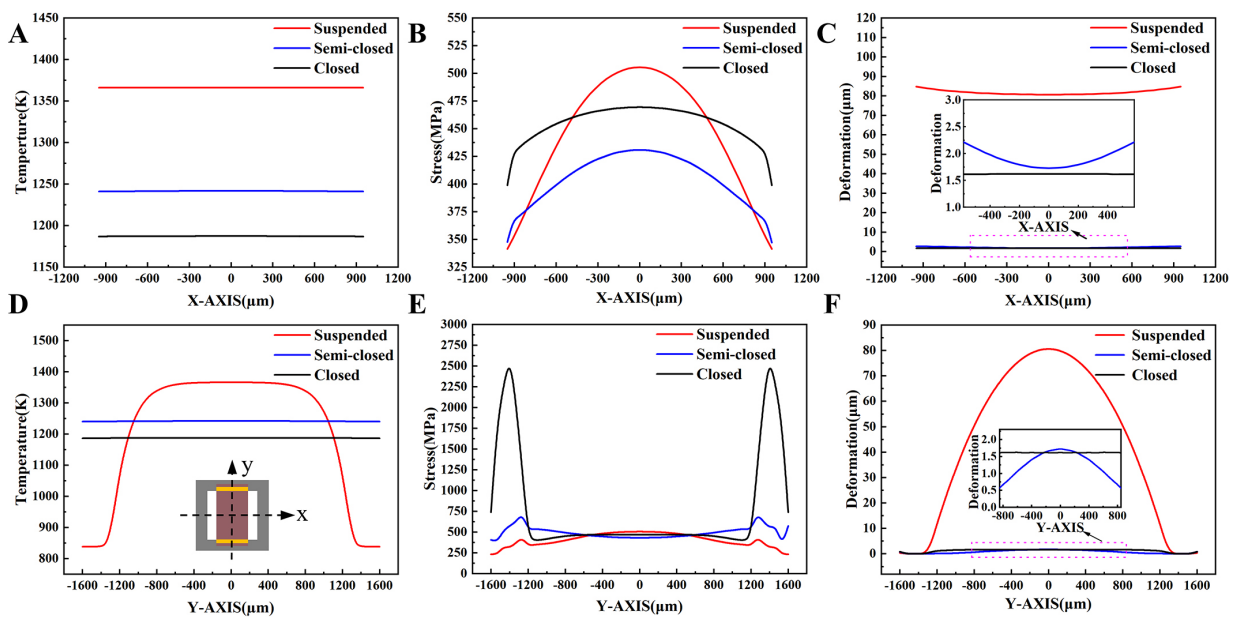 A
1450
1400
1350
1300
1250
1200
1150
Temperture(K)
Suspended
Semi-closed
Closed
-1200 -900 -600 -300 0 300 600 900 1200
X-AXIS(μm)
B
550
525
500
475
450
425
400
375
350
325
Stress(MPa)
Suspended
Semi-closed
Closed
-900 -600 -300 0 300 600 900
X-AXIS(μm)
C
120
110
100
90
80
70
60
50
40
30
20
10
0
Deformation(μm)
Suspended
Semi-closed
Closed
3.0
2.5
2.0
1.5
1.0
Deformation
-400 -200 0 200 400
X-AXIS
-900 -600 -300 0 300 600 900 1200
X-AXIS(μm)
D
1500
1400
1300
1200
1100
1000
900
800
Temperature(K)
Suspended
Semi-closed
Closed
y
x
-1600 -1200 -800 -400 0 400 800 1200 1600
Y-AXIS(μm)
E
3000
2750
2500
2250
2000
1750
1500
1250
1000
750
500
250
0
Stress(MPa)
Suspended
Semi-closed
Closed
-1600 -1200 -800 -400 0 400 800 1200 1600
Y-AXIS(μm)
F
90
80
70
60
50
40
30
20
10
0
Deformation(μm)
Suspended
Semi-closed
Closed
2.0
1.5
1.0
0.5
0.0
Deformation
-800 -400 0 400 800
Y-AXIS
-1600 -1200 -800 -400 0 400 800 1200 1600
Y-AXIS(μm)